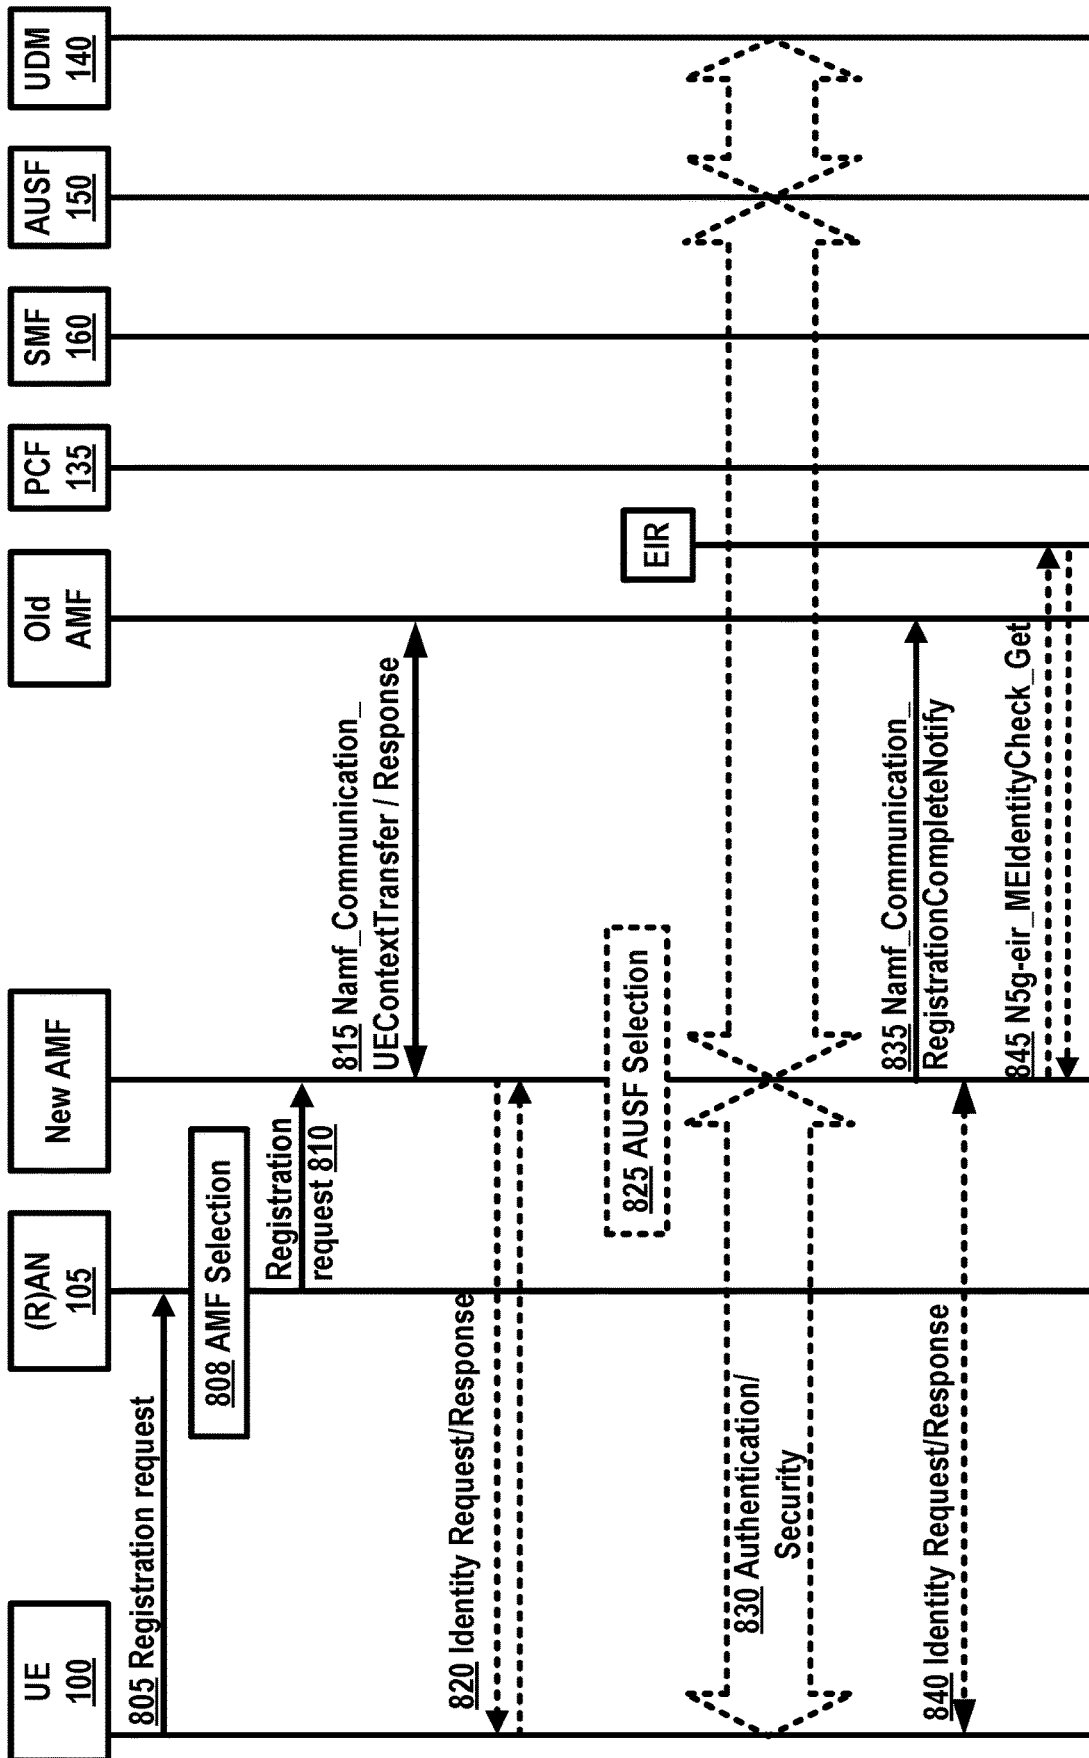 UE
100
(R)AN
105
New AMF
Old
AMF
PCF
135
SMF
160
AUSF
150
UDM
140
805 Registration request
808 AMF Selection
Registration
request 810
815 Namf_Communication_
UEContextTransfer / Response
820 Identity Request/Response
825 AUSF Selection
EIR
830 Authentication/
Security
835 Namf_Communication_
RegistrationCompleteNotify
840 Identity Request/Response
845 N5g-eir_MEIdentityCheck_Get